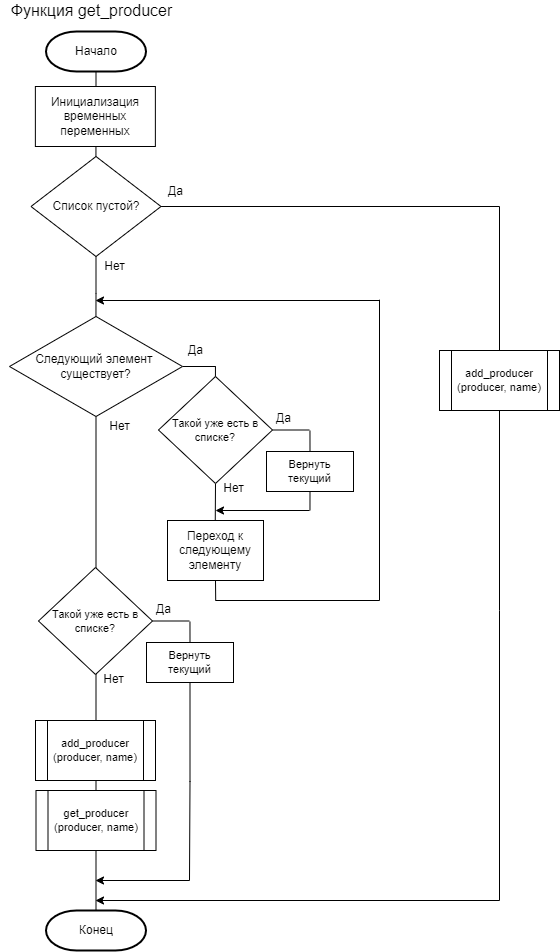 Функция get_producer
Начало
Инициализация
временных
переменных
Список пустой?
Да
Нет
Следующий элемент
существует?
Да
Нет
add_producer
(producer, name)
Такой уже есть в
списке?
Да
Нет
Вернуть
текущий
Переход к
следующему
элементу
Такой уже есть в
списке?
Да
Нет
Вернуть
текущий
add_producer
(producer, name)
get_producer
(producer, name)
Конец